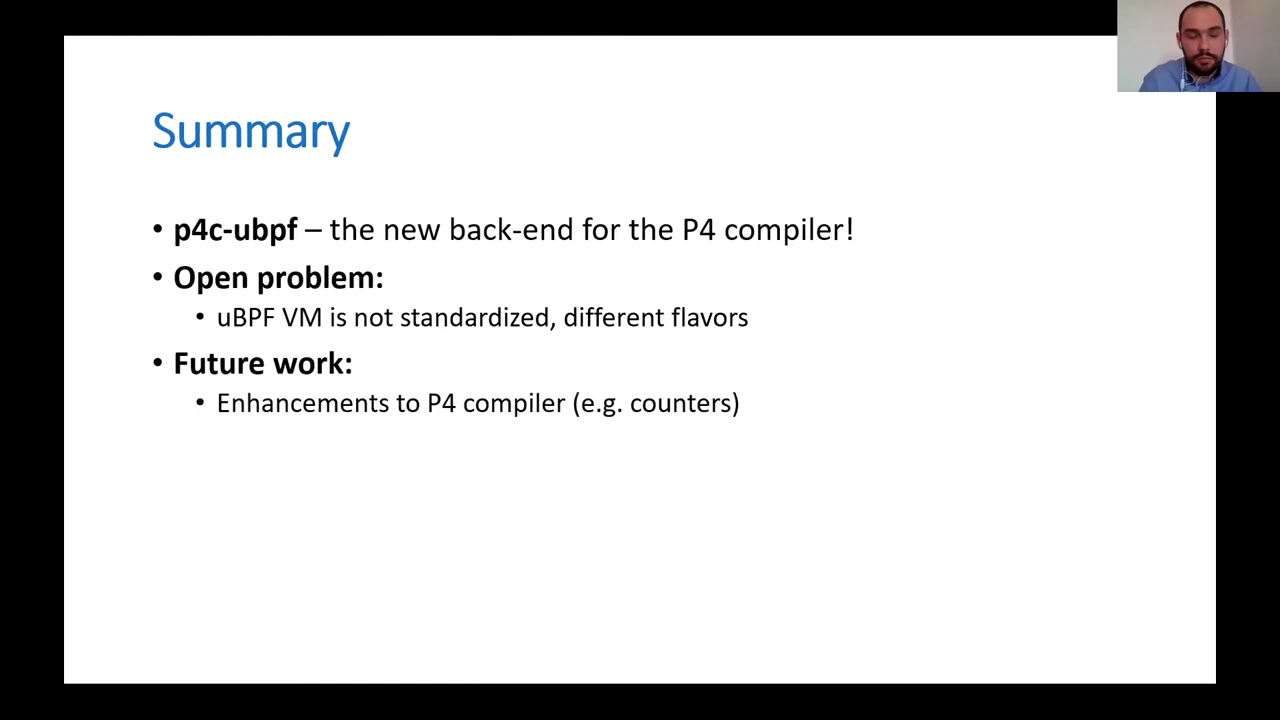 Summary
• p4c-ubpf – the new back-end for the P4 compiler!
• Open problem:
• uBPF VM is not standardized, different flavors
• Future work:
• Enhancements to P4 compiler (e.g. counters)